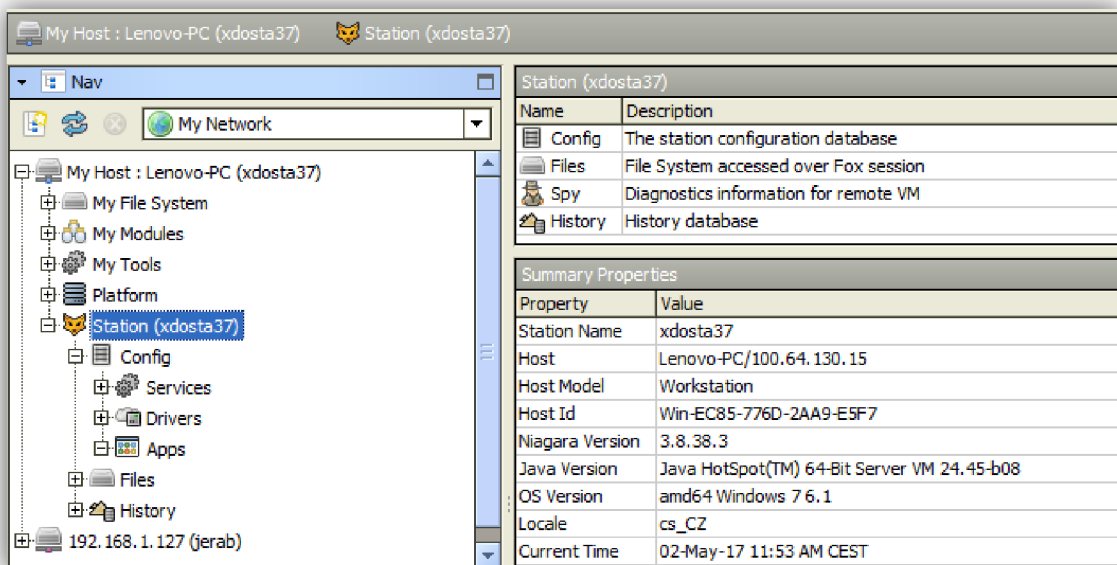 My Host : Lenovo-PC (xdosta37) Station (xdosta37)
Nav
My Network
My Host : Lenovo-PC (xdosta37)
My File System
My Modules
My Tools
Platform
Station (xdosta37)
Config
Services
Drivers
Apps
Files
History
192.168.1.127 (jerab)
Station (xdosta37)
Name Description
Config The station configuration database
Files File System accessed over Fox session
Spy Diagnostics information for remote VM
History History database
Summary Properties
Property Value
Station Name xdosta37
Host Lenovo-PC/100.64.130.15
Host Model Workstation
Host Id Win-EC85-776D-2AA9-E5F7
Niagara Version 3.8.38.3
Java Version Java HotSpot(TM) 64-Bit Server VM 24.45-b08
OS Version amd64 Windows 7 6.1
Locale cs_CZ
Current Time 02-May-17 11:53 AM CEST